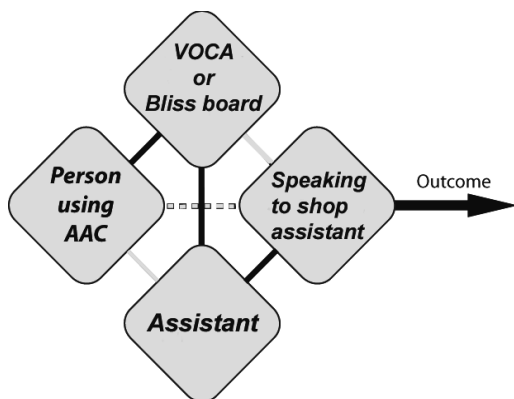 VOCA
or
Bliss board
Person
using
AAC
Speaking
to shop
assistant
Outcome
Assistant